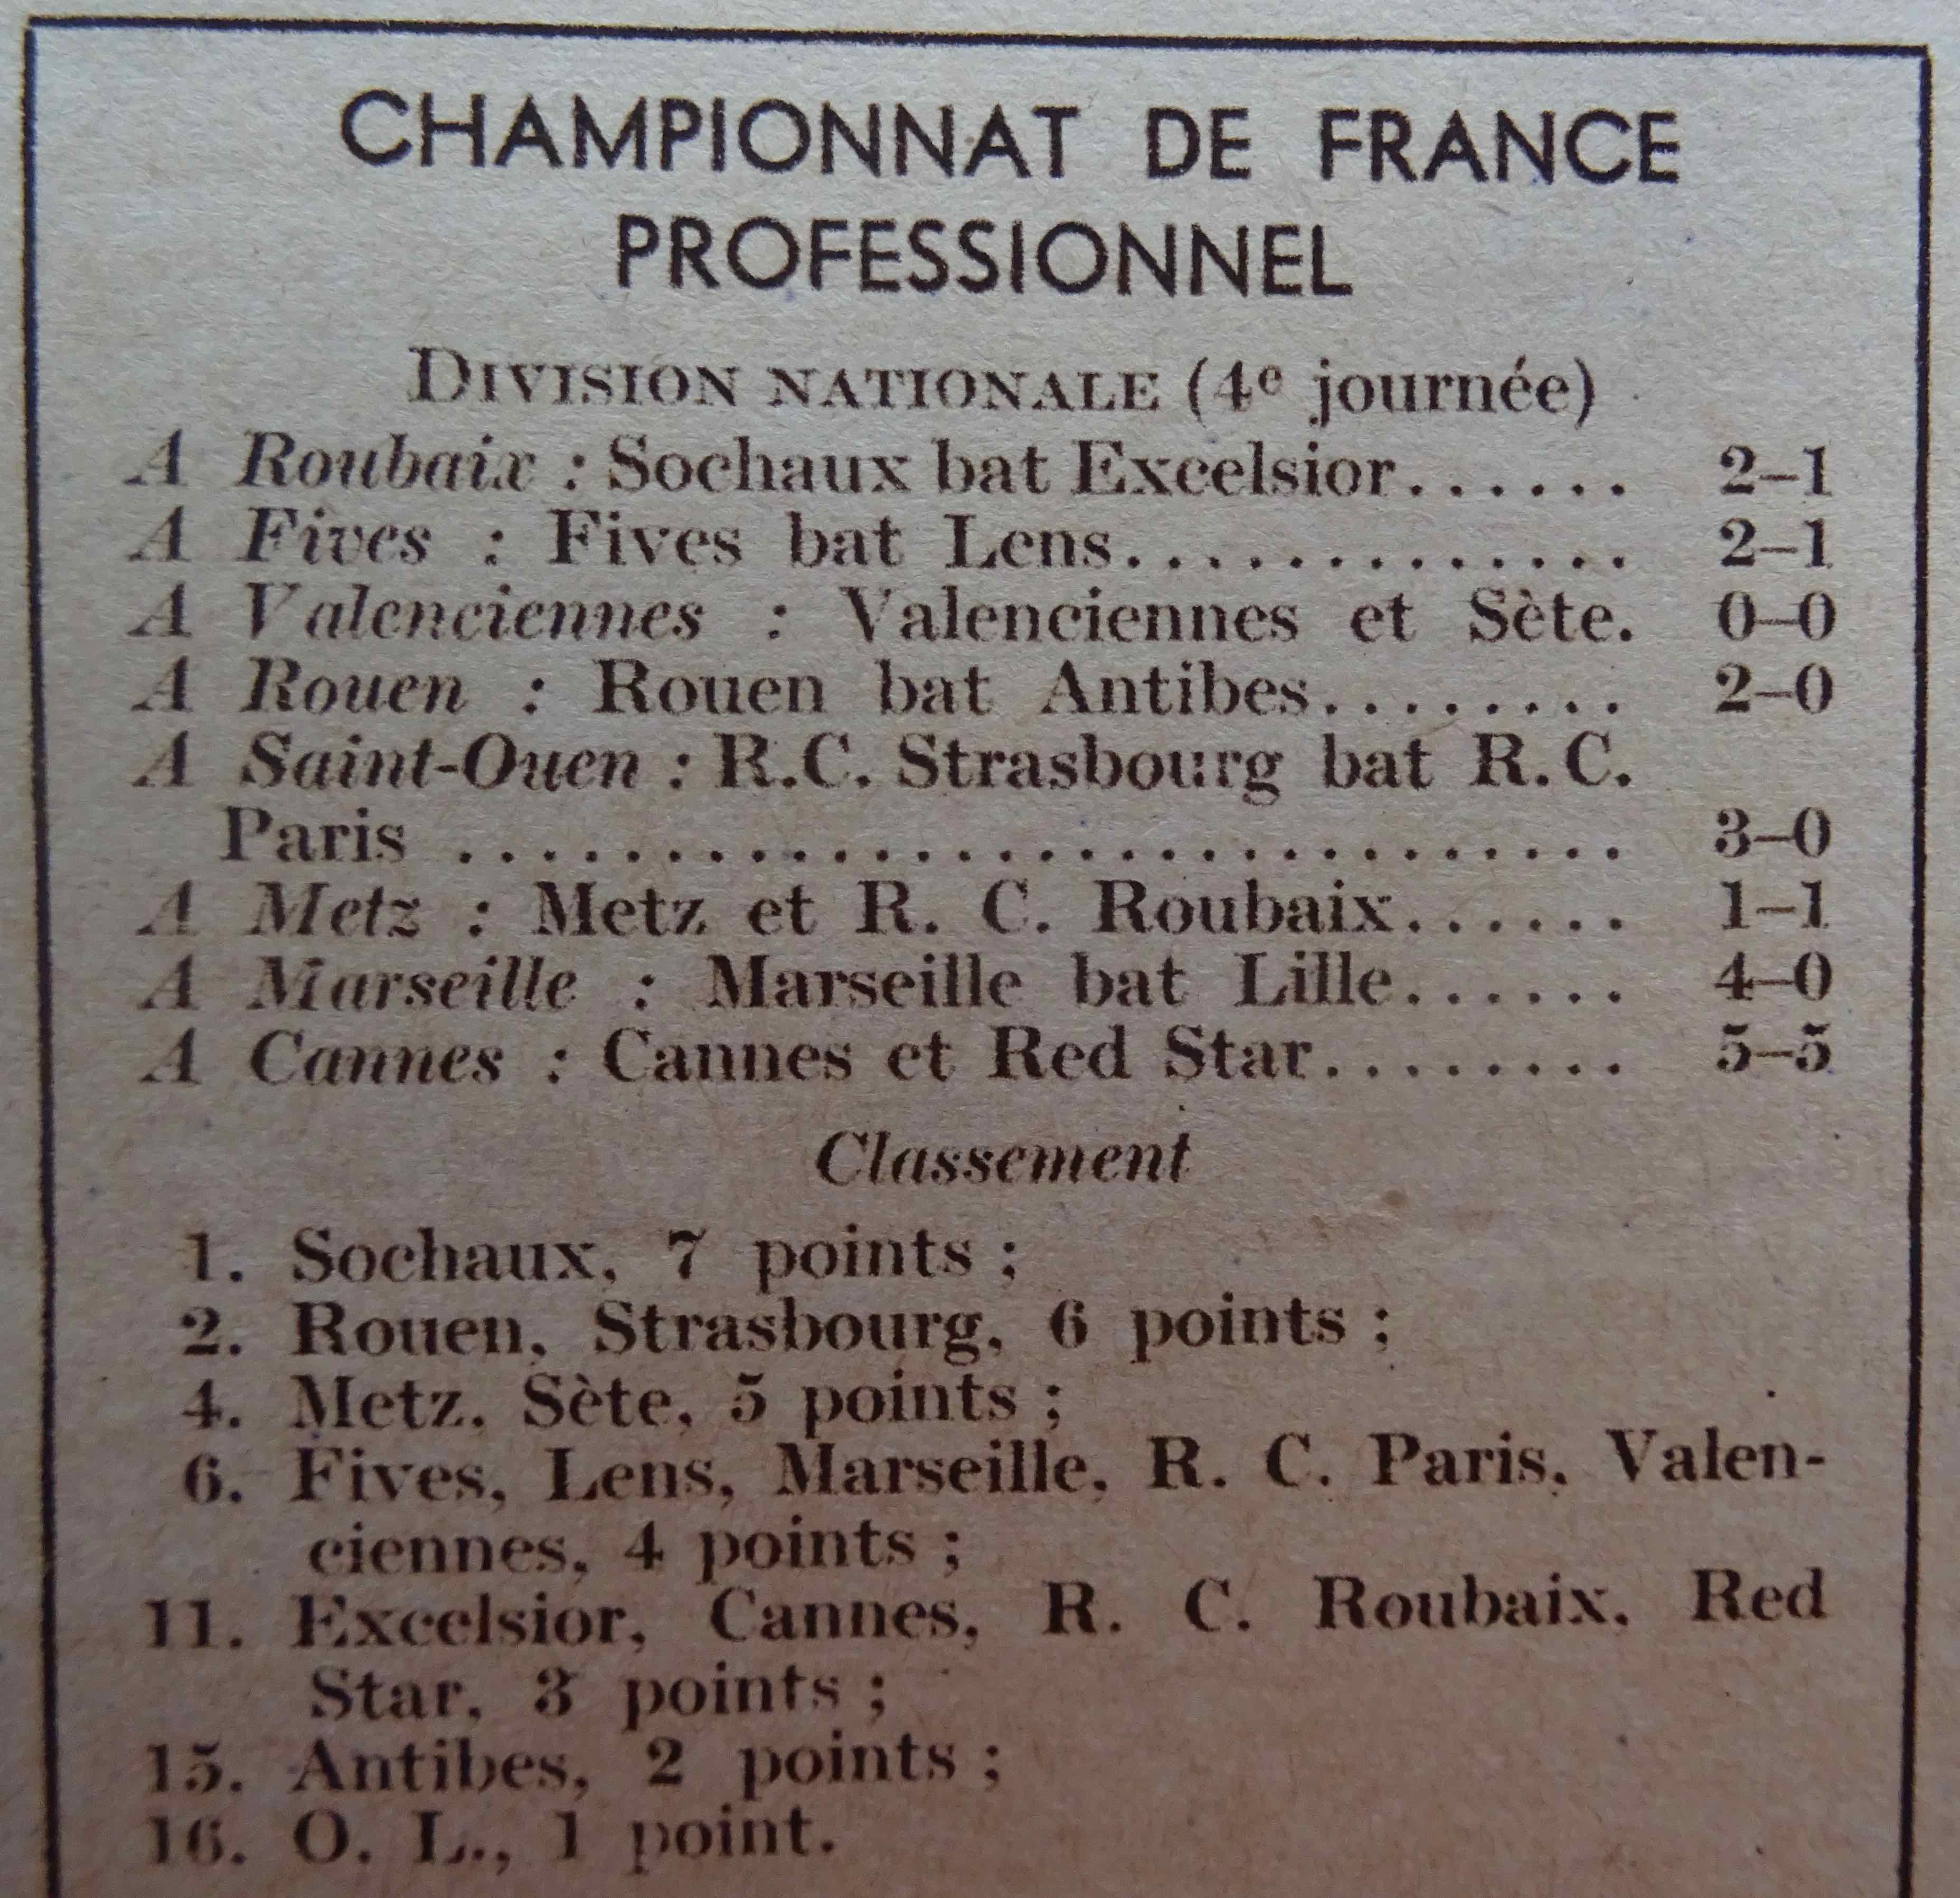 CHAMPIONNAT DE FRANCE
PROFESSIONNEL
DIVISION NATIONALE (4e journée)
A Roubaix : Sochaux bat Excelsior...... 2–1
A Fives : Fives bat Lens.............. 2–1
A Valenciennes : Valenciennes et Sète. 0–0
A Rouen : Rouen bat Antibes........ 2–0
A Saint-Ouen : R.C. Strasbourg bat R.C.
Paris ............................ 3–0
A Metz : Metz et R. C. Roubaix...... 1–1
A Marseille : Marseille bat Lille...... 4–0
A Cannes : Cannes et Red Star........ 5–5
Classement
1. Sochaux, 7 points ;
2. Rouen, Strasbourg, 6 points ;
4. Metz, Sète, 5 points ;
6. Fives, Lens, Marseille, R. C. Paris, Valen-
ciennes, 4 points ;
11. Excelsior, Cannes, R. C. Roubaix, Red
Star, 3 points ;
15. Antibes, 2 points ;
16. O. L., 1 point.